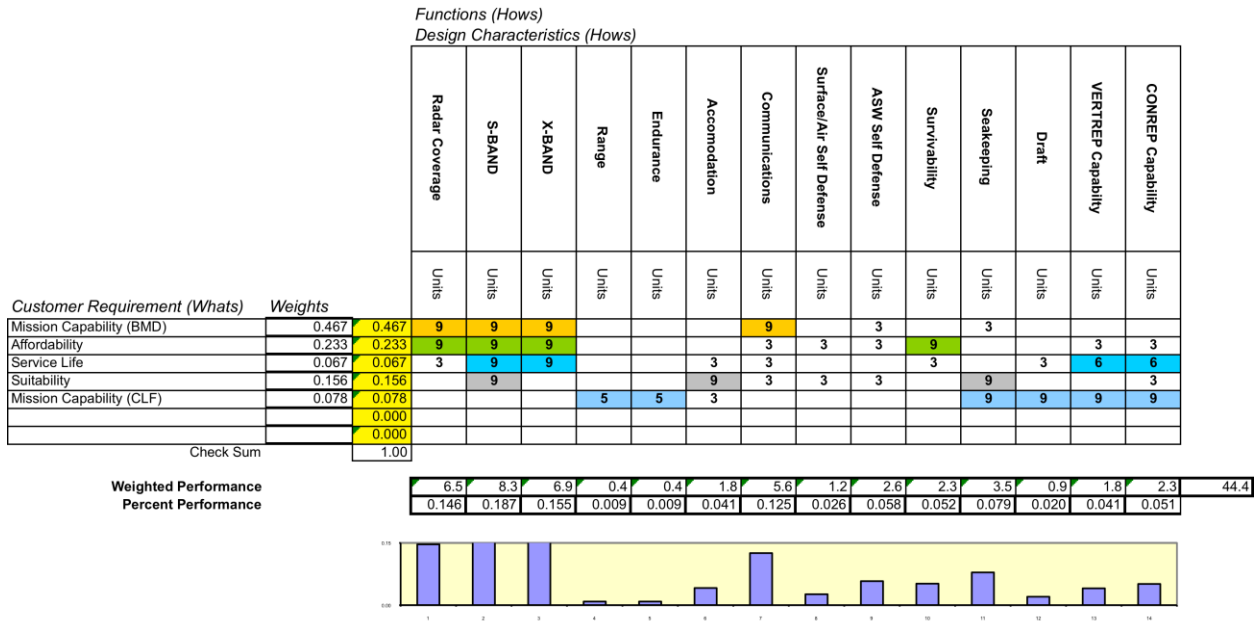 Functions (Hows)
Design Characteristics (Hows)
Radar Coverage
S-BAND
X-BAND
Range
Endurance
Accomodation
Communications
Surface/Air Self Defense
ASW Self Defense
Survivability
Seakeeping
Draft
VERTREP Capabilty
CONREP Capability
Units Units Units Units Units Units Units Units Units Units Units Units Units Units
Customer Requirement (Whats) Weights
Mission Capability (BMD) 0.467 0.467 9 9 9 9 3 3
Affordability 0.233 0.233 9 9 9 3 3 3 9 3 3
Service Life 0.067 0.067 3 9 9 3 3 3 3 6 6
Suitability 0.156 0.156 9 9 3 3 3 9 3
Mission Capability (CLF) 0.078 0.078 5 5 3 9 9 9 9
0.000
0.000
Check Sum 1.00
Weighted Performance 6.5 8.3 6.9 0.4 0.4 1.8 5.6 1.2 2.6 2.3 3.5 0.9 1.8 2.3 44.4
Percent Performance 0.146 0.187 0.155 0.009 0.009 0.041 0.125 0.026 0.058 0.052 0.079 0.020 0.041 0.051
0.00
1 2 3 4 5 6 7 8 9 10 11 12 13 14